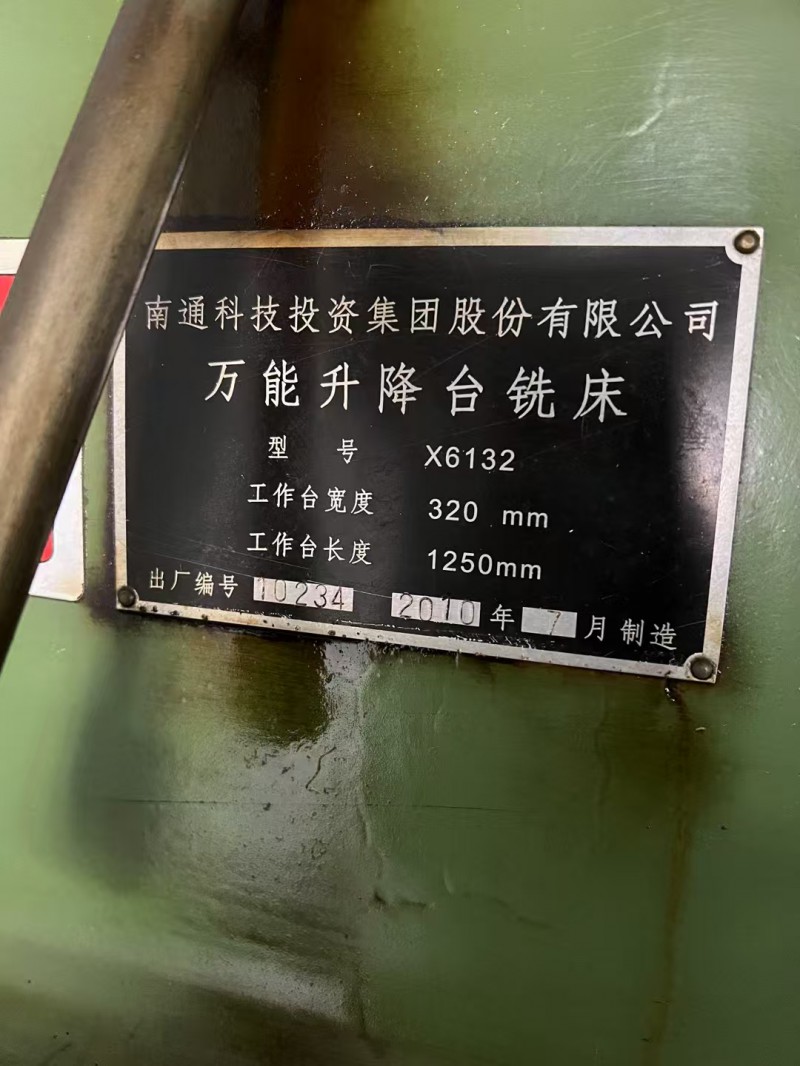 南通科技投资集团股份有限公司
万能升降台铣床
型 号 X6132
工作台宽度 320 mm
工作台长度 1250mm
出厂编号 10234 2010 年 7 月制造